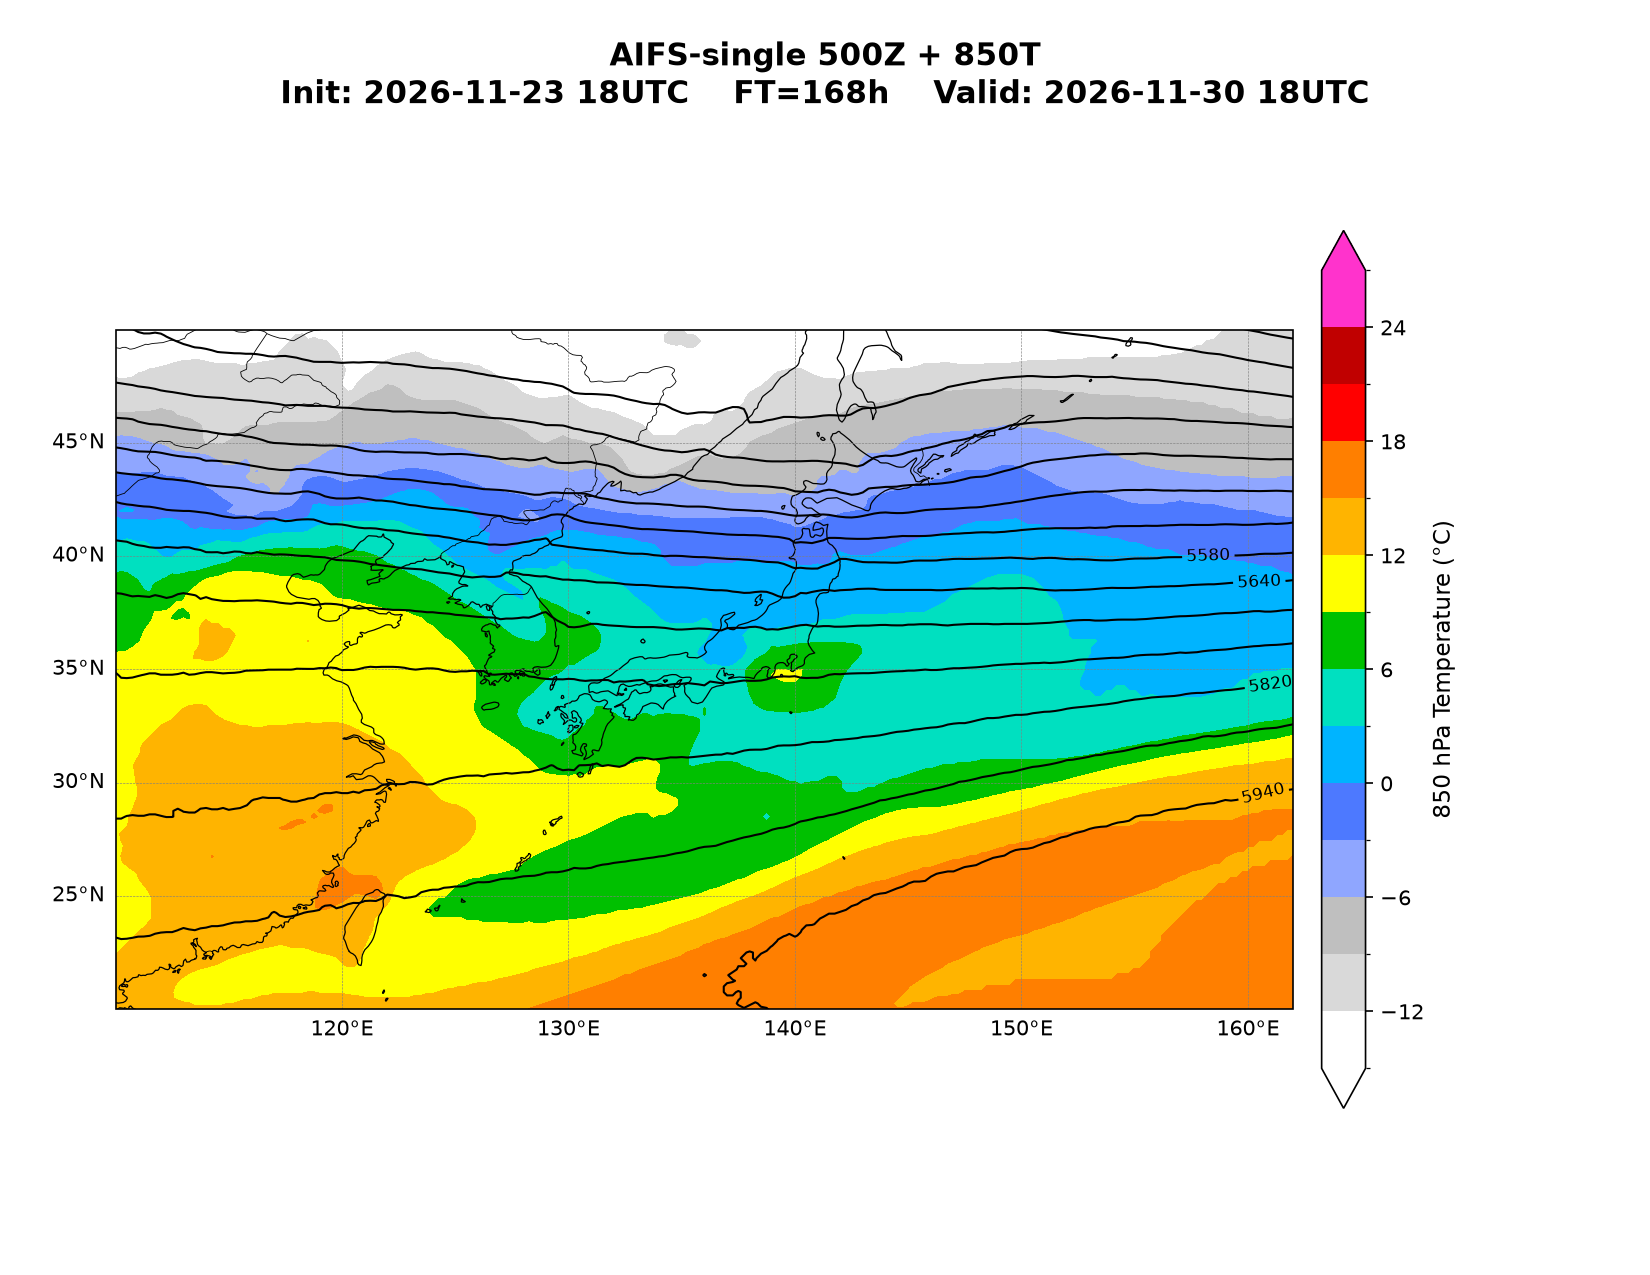 AIFS-single 500Z + 850T
Init: 2026-11-23 18UTC    FT=168h    Valid: 2026-11-30 18UTC
45°N
40°N
35°N
30°N
25°N
120°E
130°E
140°E
150°E
160°E
5580
5640
5820
5940
24
18
12
6
0
−6
−12
850 hPa Temperature (°C)